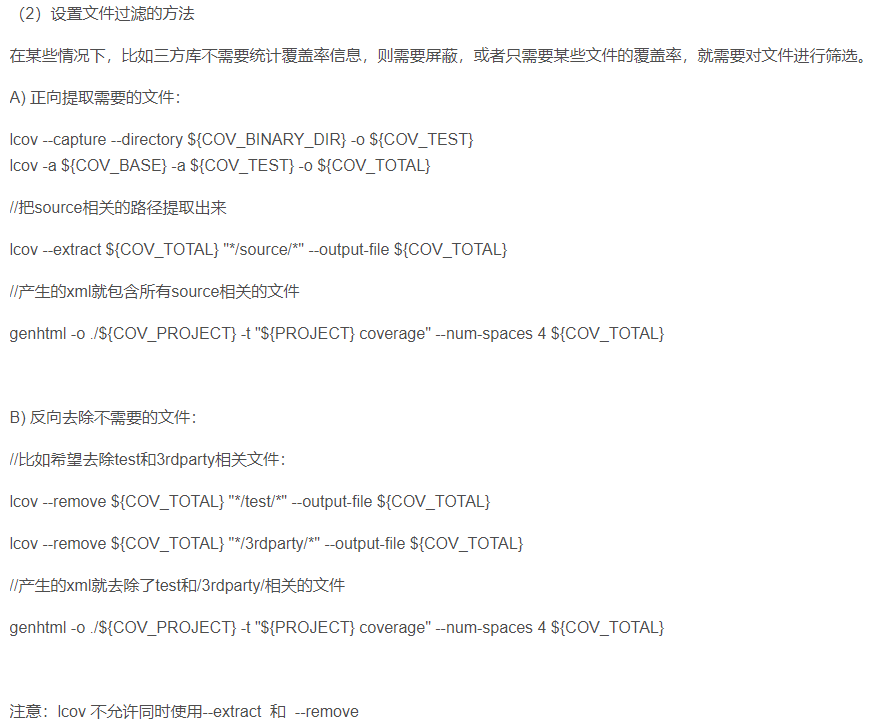 （2）设置文件过滤的方法
在某些情况下，比如三方库不需要统计覆盖率信息，则需要屏蔽，或者只需要某些文件的覆盖率，就需要对文件进行筛选。
A) 正向提取需要的文件：
lcov --capture --directory ${COV_BINARY_DIR} -o ${COV_TEST}
lcov -a ${COV_BASE} -a ${COV_TEST} -o ${COV_TOTAL}
//把source相关的路径提取出来
lcov --extract ${COV_TOTAL} "*/source/*" --output-file ${COV_TOTAL}
//产生的xml就包含所有source相关的文件
genhtml -o ./${COV_PROJECT} -t "${PROJECT} coverage" --num-spaces 4 ${COV_TOTAL}
B) 反向去除不需要的文件：
//比如希望去除test和3rdparty相关文件：
lcov --remove ${COV_TOTAL} "*/test/*" --output-file ${COV_TOTAL}
lcov --remove ${COV_TOTAL} "*/3rdparty/*" --output-file ${COV_TOTAL}
//产生的xml就去除了test和/3rdparty/相关的文件
genhtml -o ./${COV_PROJECT} -t "${PROJECT} coverage" --num-spaces 4 ${COV_TOTAL}
注意：lcov 不允许同时使用--extract 和 --remove